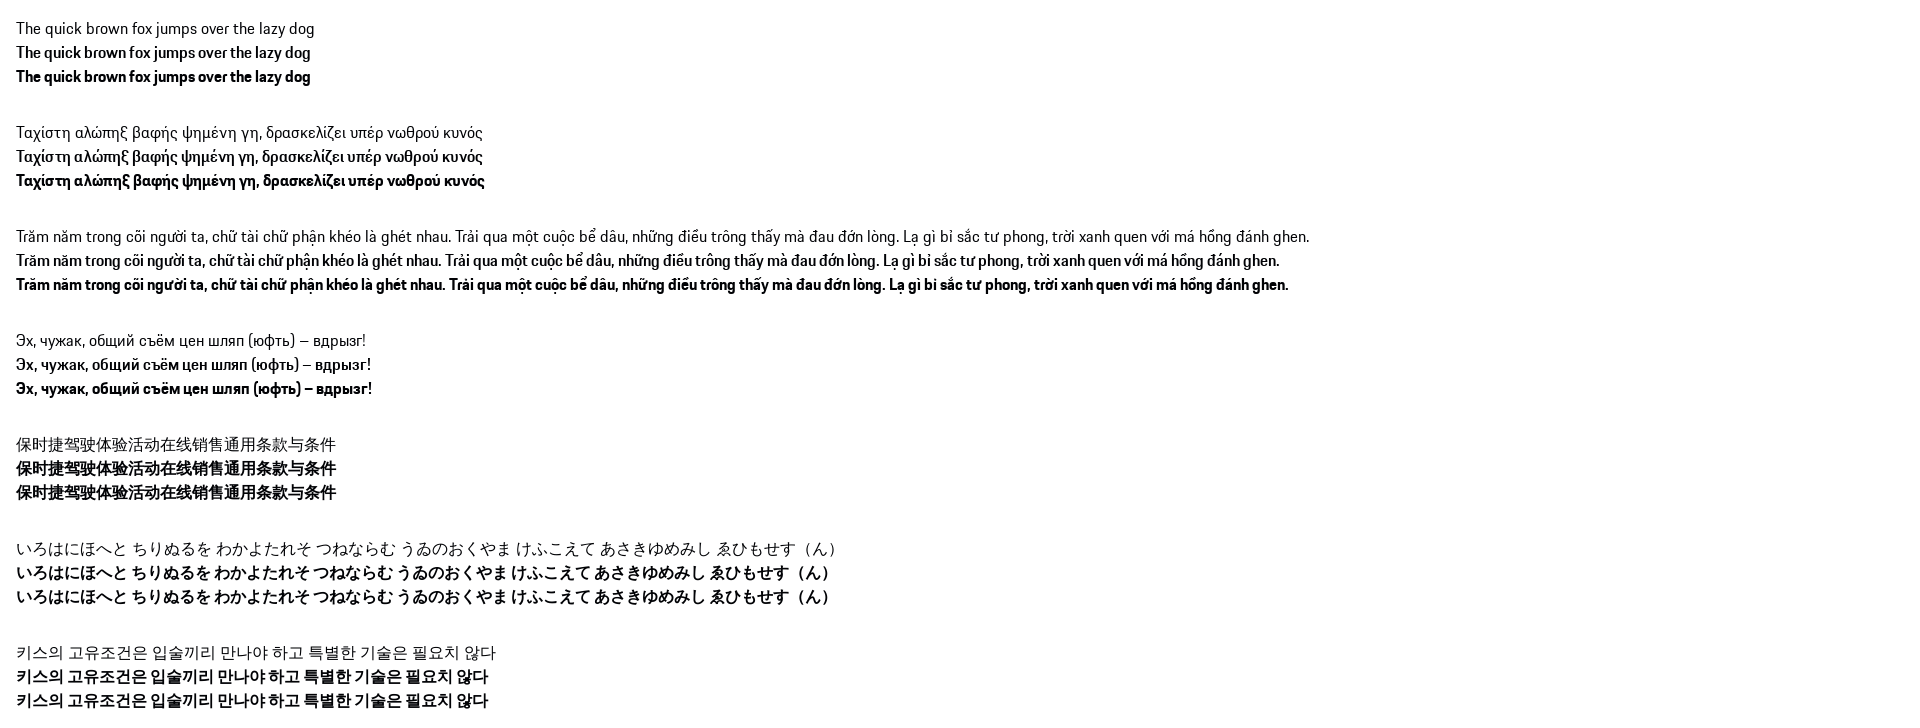 The quick brown fox jumps over the lazy dog
The quick brown fox jumps over the lazy dog
The quick brown fox jumps over the lazy dog
Ταχίστη αλώπηξ βαφής ψημένη γη, δρασκελίζει υπέρ νωθρού κυνός
Ταχίστη αλώπηξ βαφής ψημένη γη, δρασκελίζει υπέρ νωθρού κυνός
Ταχίστη αλώπηξ βαφής ψημένη γη, δρασκελίζει υπέρ νωθρού κυνός
Trăm năm trong cõi người ta, chữ tài chữ phận khéo là ghét nhau. Trải qua một cuộc bể dâu, những điều trông thấy mà đau đớn lòng. Lạ gì bỉ sắc tư phong, trời xanh quen với má hồng đánh ghen.
Trăm năm trong cõi người ta, chữ tài chữ phận khéo là ghét nhau. Trải qua một cuộc bể dâu, những điều trông thấy mà đau đớn lòng. Lạ gì bỉ sắc tư phong, trời xanh quen với má hồng đánh ghen.
Trăm năm trong cõi người ta, chữ tài chữ phận khéo là ghét nhau. Trải qua một cuộc bể dâu, những điều trông thấy mà đau đớn lòng. Lạ gì bỉ sắc tư phong, trời xanh quen với má hồng đánh ghen.
Эх, чужак, общий съём цен шляп (юфть) – вдрызг!
Эх, чужак, общий съём цен шляп (юфть) – вдрызг!
Эх, чужак, общий съём цен шляп (юфть) – вдрызг!
保时捷驾驶体验活动在线销售通用条款与条件
保时捷驾驶体验活动在线销售通用条款与条件
保时捷驾驶体验活动在线销售通用条款与条件
いろはにほへと ちりぬるを わかよたれそ つねならむ うゐのおくやま けふこえて あさきゆめみし ゑひもせす（ん）
いろはにほへと ちりぬるを わかよたれそ つねならむ うゐのおくやま けふこえて あさきゆめみし ゑひもせす（ん）
いろはにほへと ちりぬるを わかよたれそ つねならむ うゐのおくやま けふこえて あさきゆめみし ゑひもせす（ん）
키스의 고유조건은 입술끼리 만나야 하고 특별한 기술은 필요치 않다
키스의 고유조건은 입술끼리 만나야 하고 특별한 기술은 필요치 않다
키스의 고유조건은 입술끼리 만나야 하고 특별한 기술은 필요치 않다